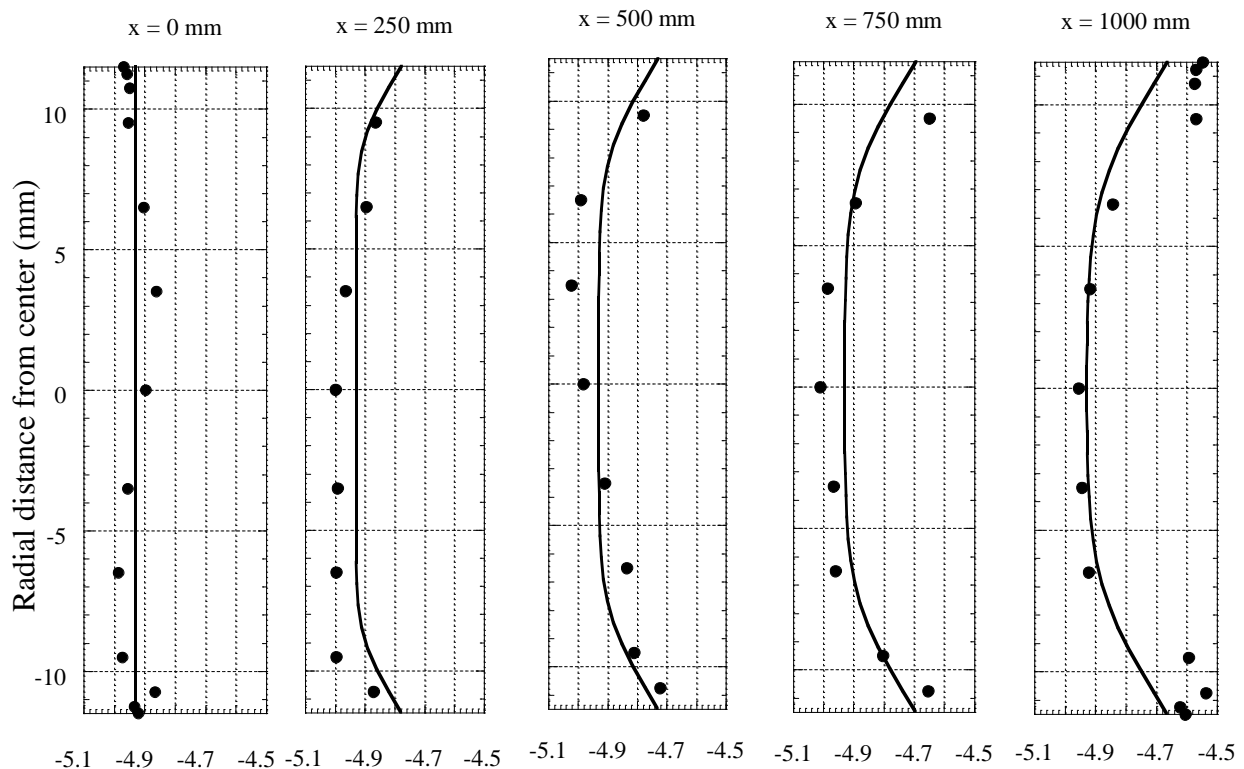 x = 0 mm x = 250 mm x = 500 mm x = 750 mm x = 1000 mm
Radial distance from center (mm)
10
5
0
-5
-10
-5.1 -4.9 -4.7 -4.5 -5.1 -4.9 -4.7 -4.5 -5.1 -4.9 -4.7 -4.5 -5.1 -4.9 -4.7 -4.5 -5.1 -4.9 -4.7 -4.5